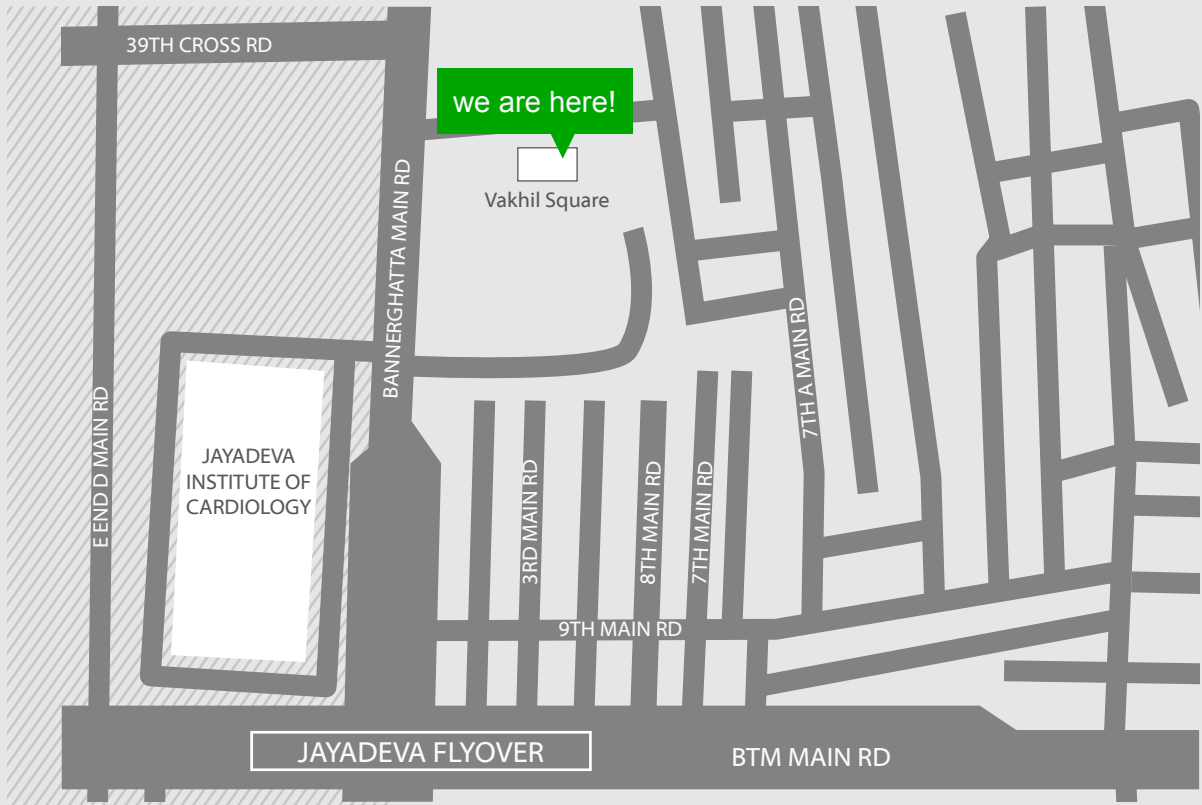 39TH CROSS RD
we are here!
Vakhil Square
BANNERGHATTA MAIN RD
7TH A MAIN RD
E END D MAIN RD
JAYADEVA
INSTITUTE OF
CARDIOLOGY
3RD MAIN RD
8TH MAIN RD
7TH MAIN RD
9TH MAIN RD
JAYADEVA FLYOVER
BTM MAIN RD